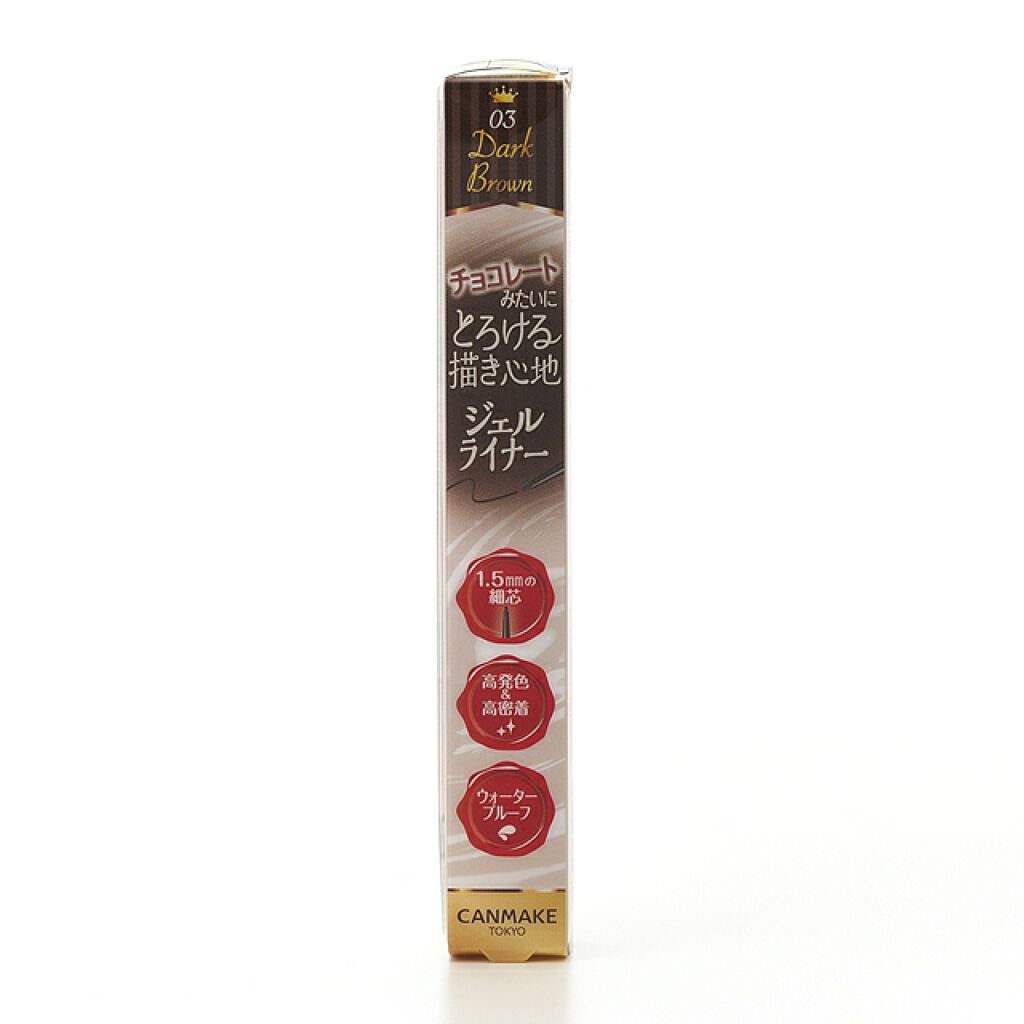 03
Dark
Brown
チョコレート
みたいに
とろける
描き心地
ジェル
ライナー
1.5mmの
細芯
高発色
&
高密着
ウォーター
プルーフ
CANMAKE
TOKYO